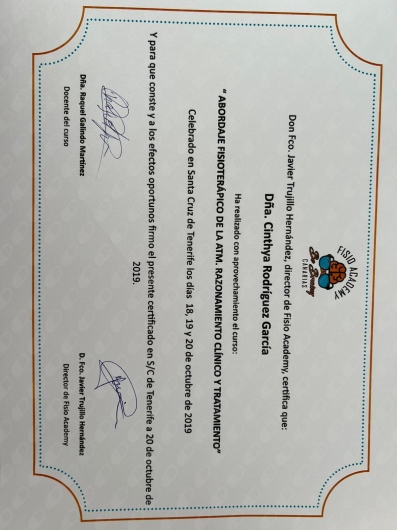 FISIO ACADEMY
CANARIAS
Don Fco. Javier Trujillo Hernández, director de Fisio Academy, certifica que:
Dña. Cinthya Rodríguez García
Ha realizado con aprovechamiento el curso:
“ ABORDAJE FISIOTERÁPICO DE LA ATM. RAZONAMIENTO CLÍNICO Y TRATAMIENTO”
Celebrado en Santa Cruz de Tenerife los días 18, 19 y 20 de octubre de 2019
Y para que conste y a los efectos oportunos firmo el presente certificado en S/C de Tenerife a 20 de octubre de
2019.
Dña. Raquel Galindo Martínez
Docente del curso
D. Fco. Javier Trujillo Hernández
Director de Fisio Academy